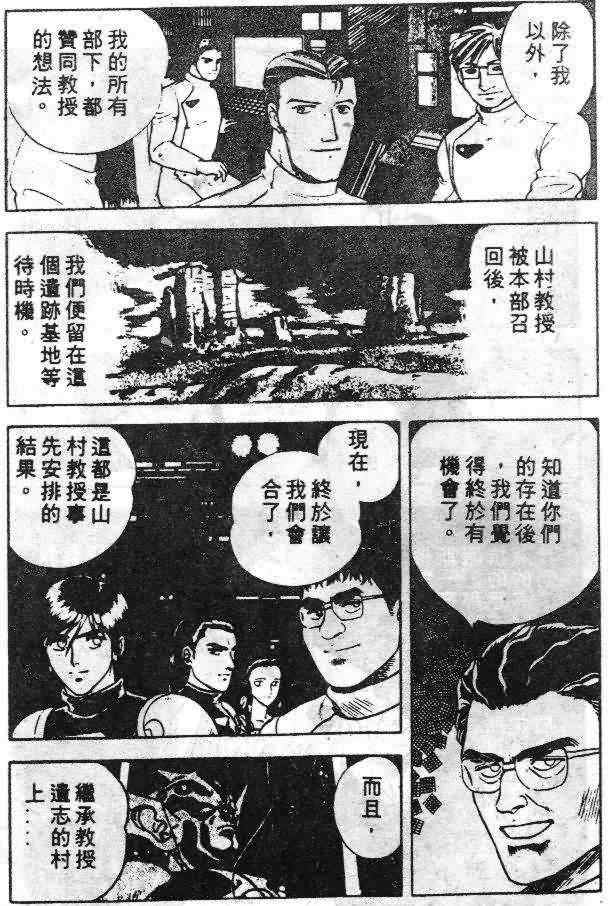 除了我
以外，
我的所有
部下，都
贊同教授
的想法。
山村教授
被本部召
回後，
我們便留在這
個遺跡基地等
待時機。
知道你們
的存在後
，我們覺
得終於有
機會了。
現在，
終於讓
我們會
合了，
這都是山
村教授事
先安排的
結果。
而且，
繼承教授
遺志的村
上……